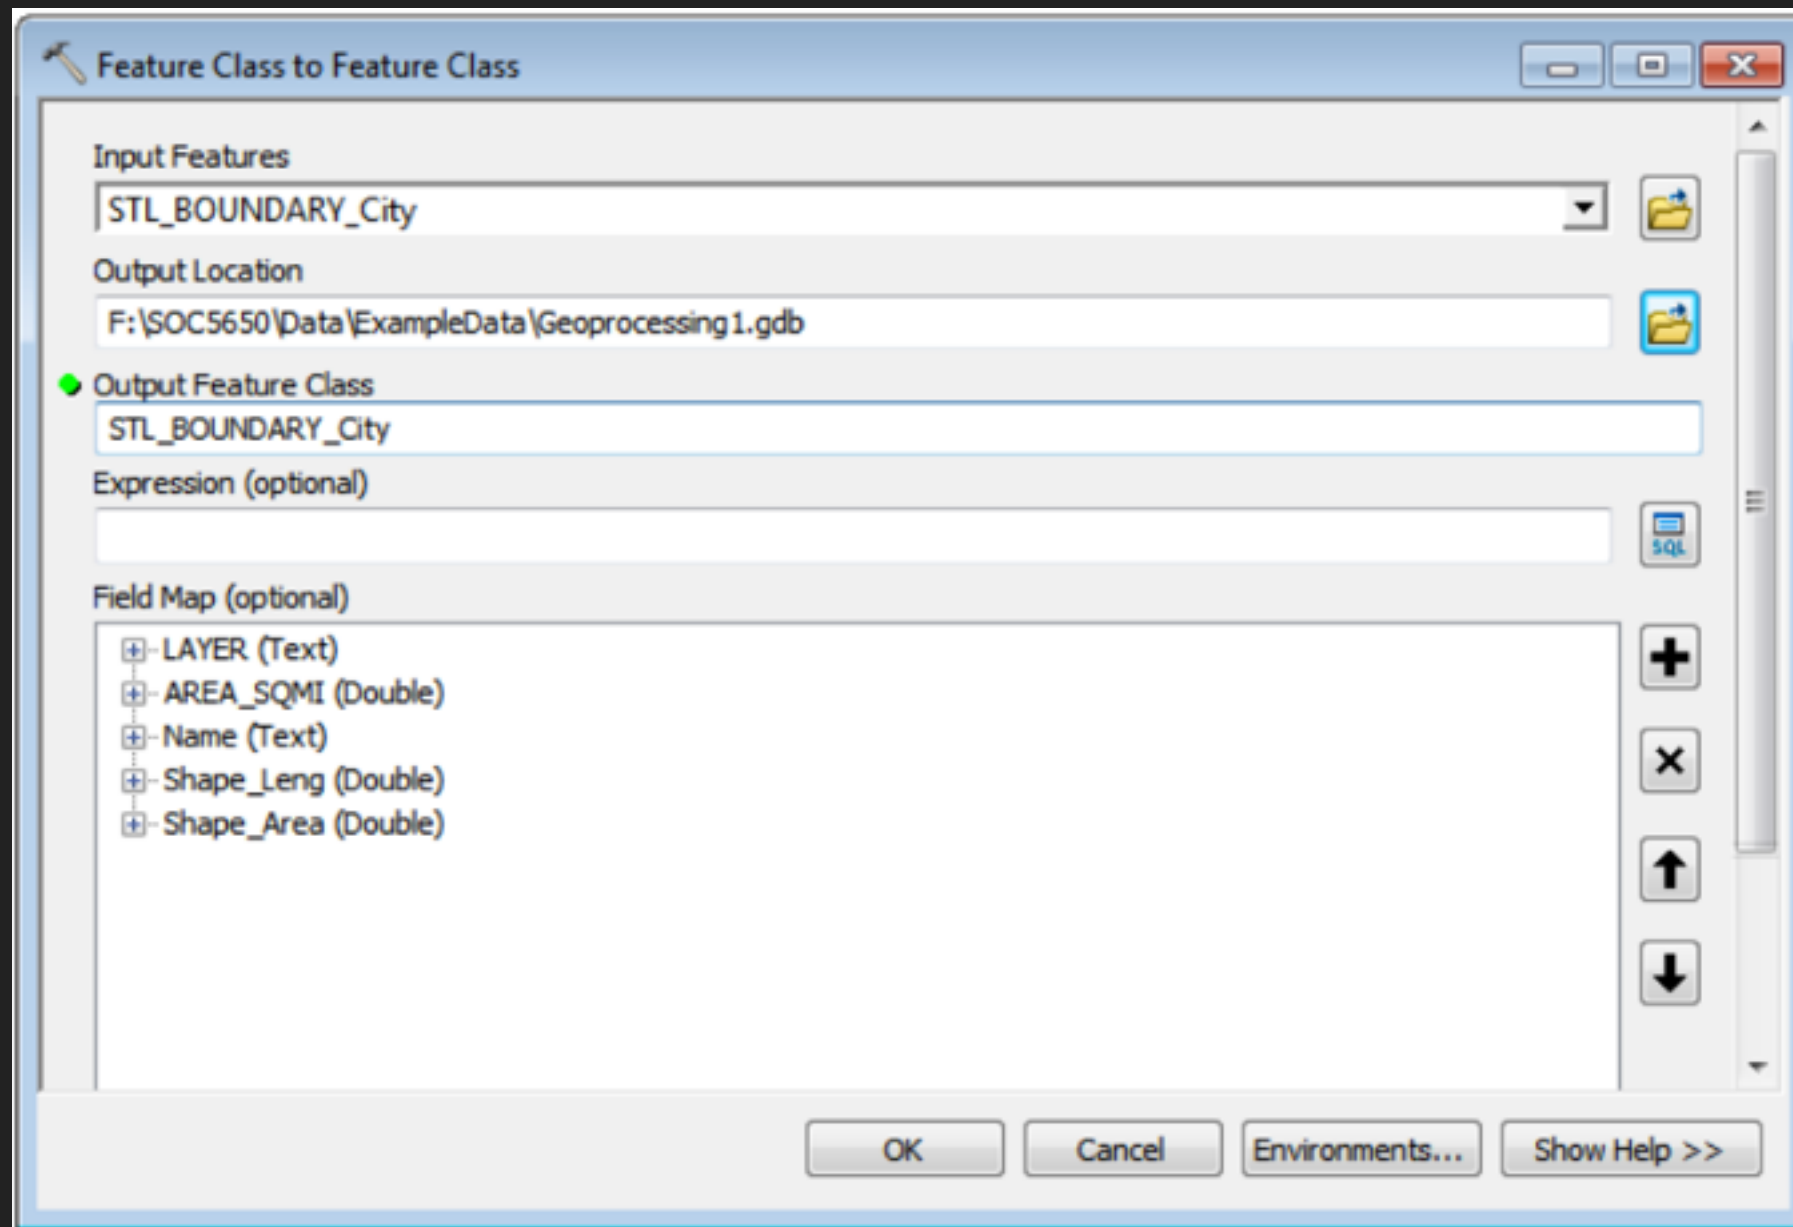 Feature Class to Feature Class
Input Features
STL_BOUNDARY_City
Output Location
F:\SOC5650\Data\ExampleData\Geoprocessing1.gdb
Output Feature Class
STL_BOUNDARY_City
Expression (optional)
SQL
Field Map (optional)
LAYER (Text)
AREA_SQMI (Double)
Name (Text)
Shape_Leng (Double)
Shape_Area (Double)
OK Cancel Environments... Show Help >>